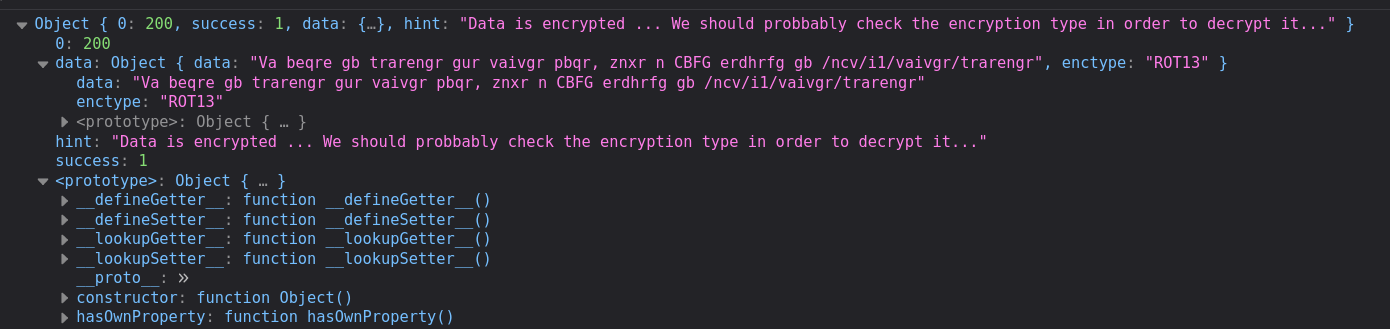 Object { 0: 200, success: 1, data: {…}, hint: "Data is encrypted ... We should probbably check the encryption type in order to decrypt it..." }
0: 200
data: Object { data: "Va beqre gb trarengr gur vaivgr pbqr, znxr n CBFG erdhrfg gb /ncv/i1/vaivgr/trarengr", enctype: "ROT13" }
data: "Va beqre gb trarengr gur vaivgr pbqr, znxr n CBFG erdhrfg gb /ncv/i1/vaivgr/trarengr"
enctype: "ROT13"
<prototype>: Object { … }
hint: "Data is encrypted ... We should probbably check the encryption type in order to decrypt it..."
success: 1
<prototype>: Object { … }
__defineGetter__: function __defineGetter__()
__defineSetter__: function __defineSetter__()
__lookupGetter__: function __lookupGetter__()
__lookupSetter__: function __lookupSetter__()
__proto__: »
constructor: function Object()
hasOwnProperty: function hasOwnProperty()